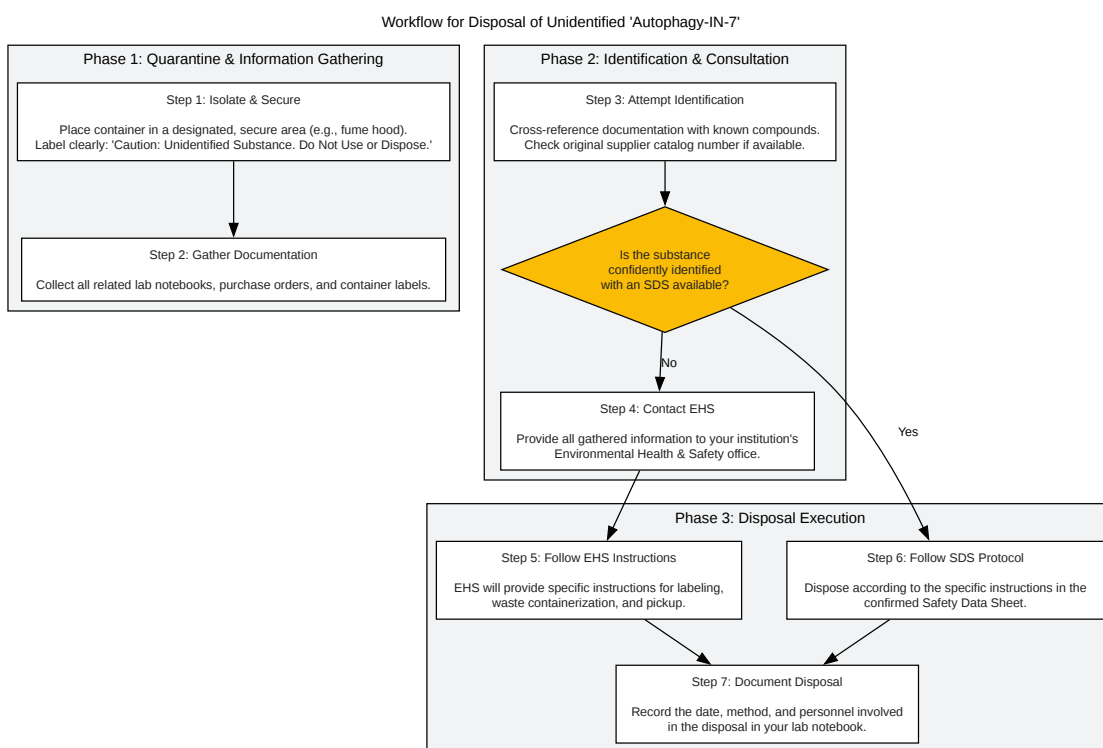 Workflow for Disposal of Unidentified 'Autophagy-IN-7'
Phase 1: Quarantine & Information Gathering
Step 1: Isolate & Secure
Place container in a designated, secure area (e.g., fume hood).
Label clearly: 'Caution: Unidentified Substance. Do Not Use or Dispose.'
Step 2: Gather Documentation
Collect all related lab notebooks, purchase orders, and container labels.
Phase 2: Identification & Consultation
Step 3: Attempt Identification
Cross-reference documentation with known compounds.
Check original supplier catalog number if available.
Is the substance
confidently identified
with an SDS available?
No
Yes
Step 4: Contact EHS
Provide all gathered information to your institution's
Environmental Health & Safety office.
Phase 3: Disposal Execution
Step 5: Follow EHS Instructions
EHS will provide specific instructions for labeling,
waste containerization, and pickup.
Step 6: Follow SDS Protocol
Dispose according to the specific instructions in the
confirmed Safety Data Sheet.
Step 7: Document Disposal
Record the date, method, and personnel involved
in the disposal in your lab notebook.